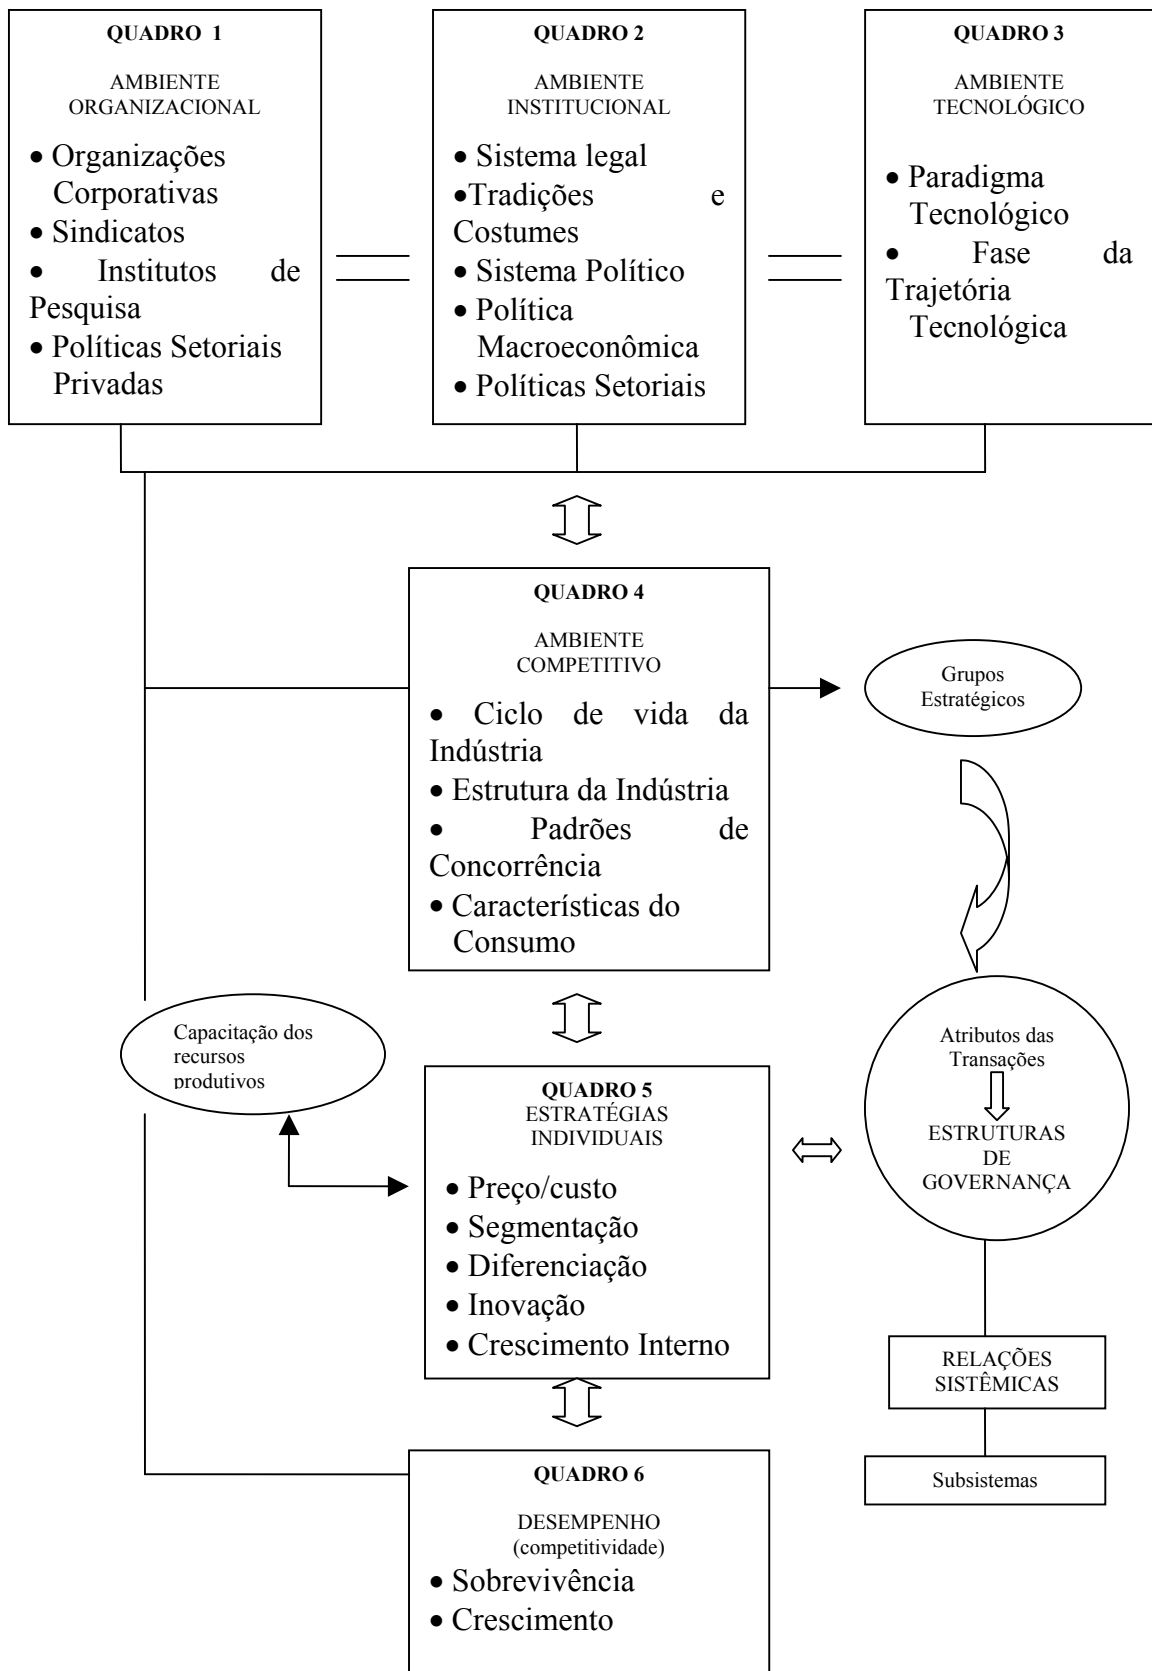 QUADRO 1
AMBIENTE
ORGANIZACIONAL
• Organizações
Corporativas
• Sindicatos
• Institutos de
Pesquisa
• Políticas Setoriais
Privadas
QUADRO 2
AMBIENTE
INSTITUCIONAL
• Sistema legal
•Tradições e
Costumes
• Sistema Político
• Política
Macroeconômica
• Políticas Setoriais
QUADRO 3
AMBIENTE
TECNOLÓGICO
• Paradigma
Tecnológico
• Fase da
Trajetória
Tecnológica
QUADRO 4
AMBIENTE
COMPETITIVO
• Ciclo de vida da
Indústria
• Estrutura da Indústria
• Padrões de
Concorrência
• Características do
Consumo
Grupos
Estratégicos
Capacitação dos
recursos
produtivos
QUADRO 5
ESTRATÉGIAS
INDIVIDUAIS
• Preço/custo
• Segmentação
• Diferenciação
• Inovação
• Crescimento Interno
Atributos das
Transações
ESTRUTURAS
DE
GOVERNANÇA
RELAÇÕES
SISTÊMICAS
Subsistemas
QUADRO 6
DESEMPENHO
(competitividade)
• Sobrevivência
• Crescimento